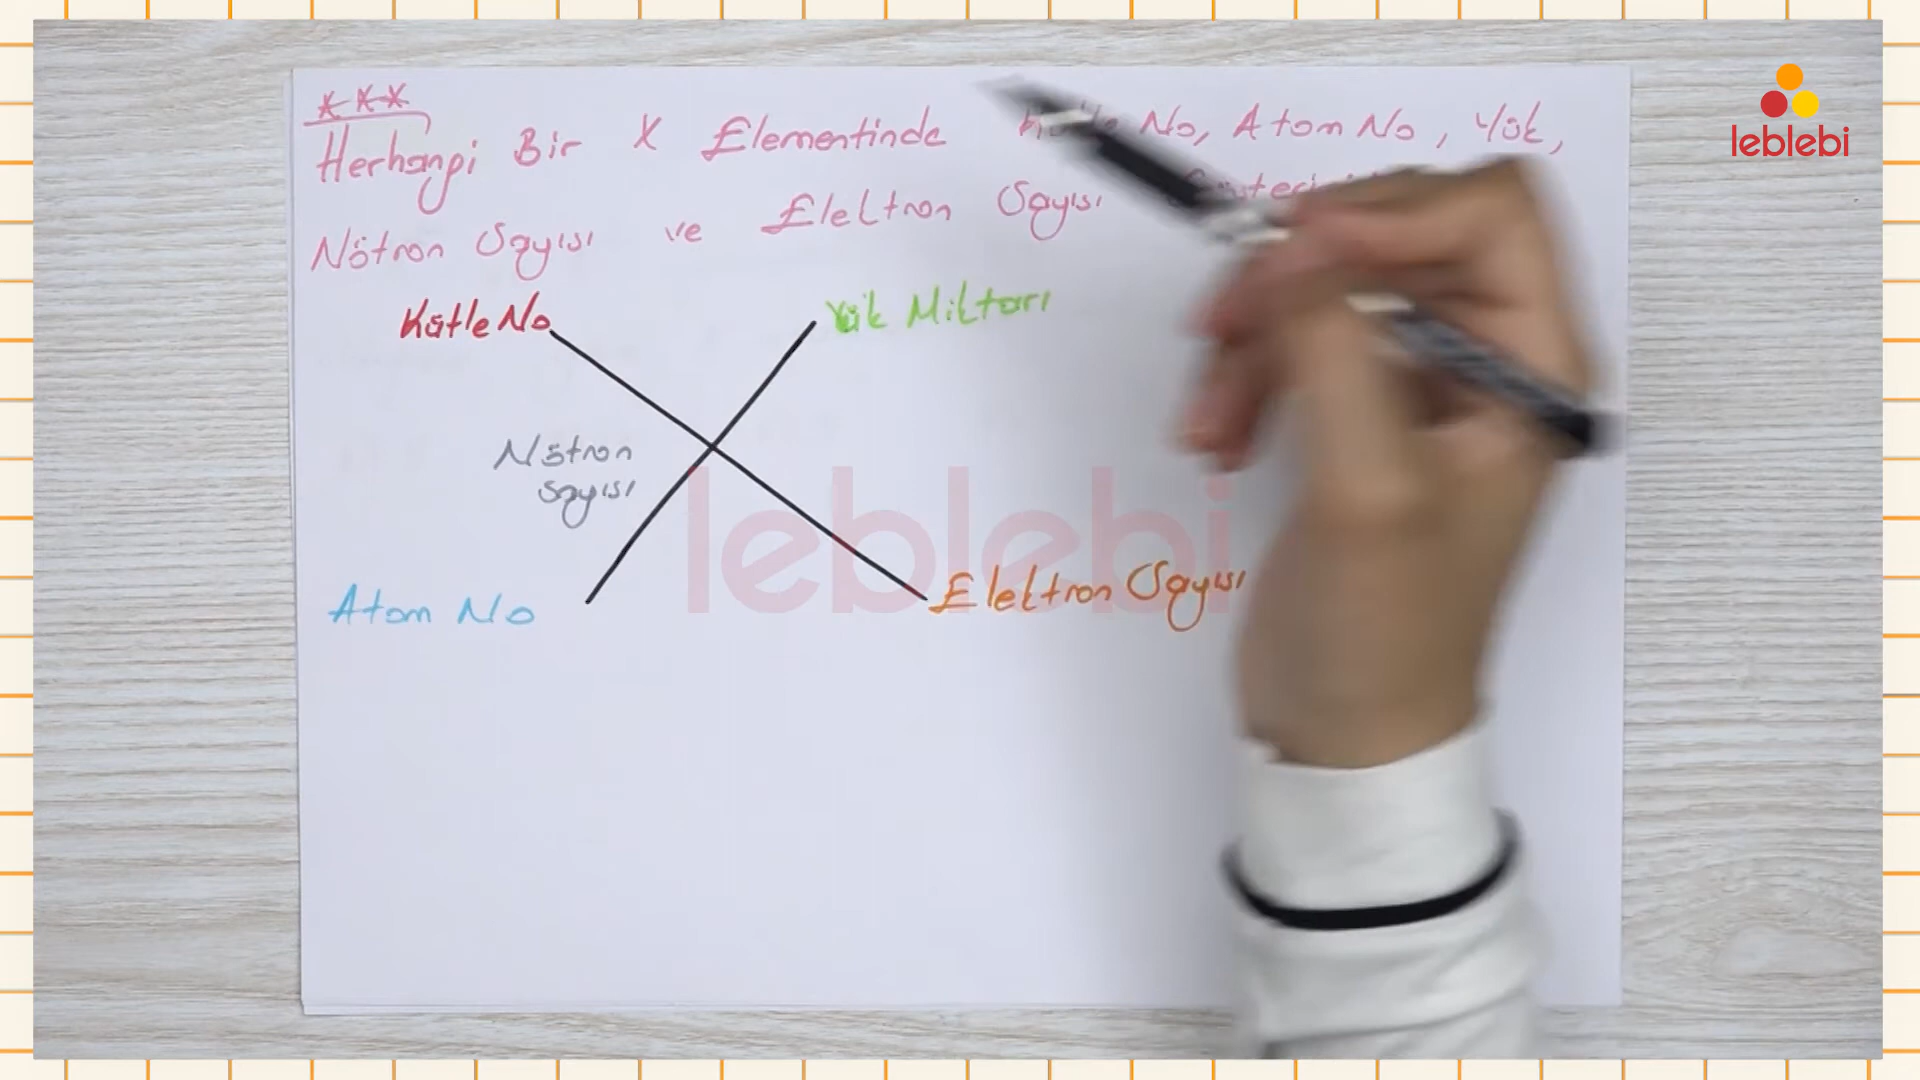 ***
Herhangi Bir X Elementinde No, Atom No, Yük,
Nötron Sayısı ve Elektron Sayısı
Kütle No
Yük Miktarı
Nötron
sayısı
Atom No
Elektron Sayısı
leblebi
leblebi